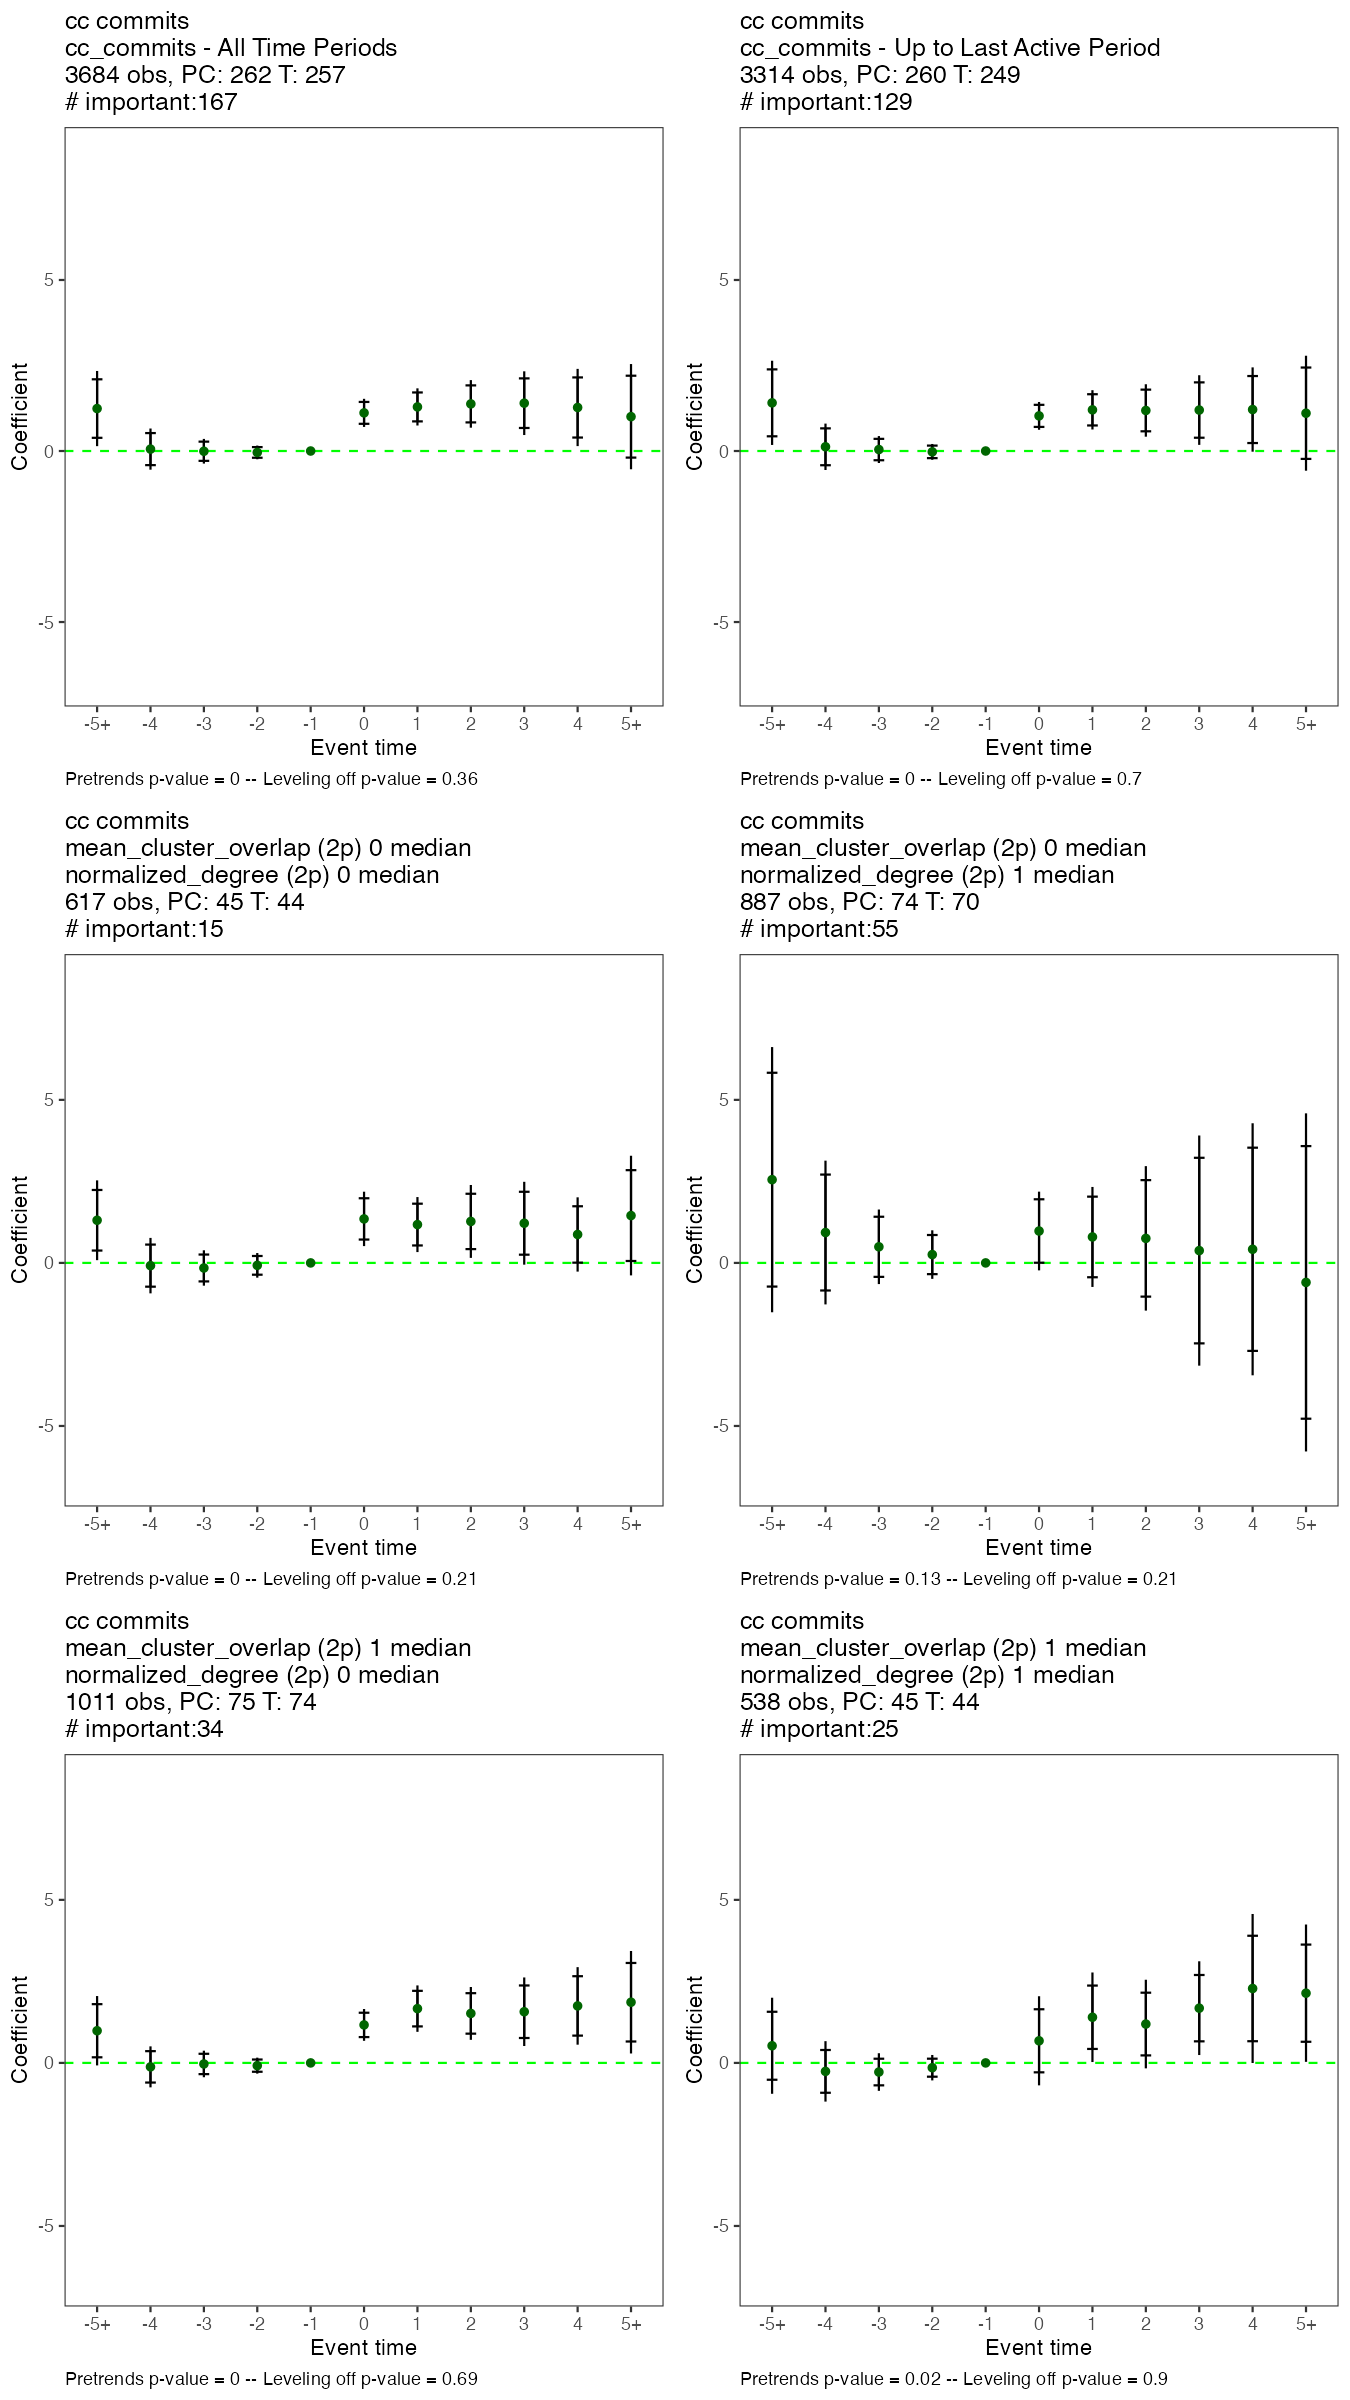 cc commits
cc_commits - All Time Periods
3684 obs, PC: 262 T: 257
# important:167
5
0
-5
Coefficient
-5+ -4 -3 -2 -1 0 1 2 3 4 5+
Event time
Pretrends p-value = 0 -- Leveling off p-value = 0.36
cc commits
cc_commits - Up to Last Active Period
3314 obs, PC: 260 T: 249
# important:129
5
0
-5
Coefficient
-5+ -4 -3 -2 -1 0 1 2 3 4 5+
Event time
Pretrends p-value = 0 -- Leveling off p-value = 0.7
cc commits
mean_cluster_overlap (2p) 0 median
normalized_degree (2p) 0 median
617 obs, PC: 45 T: 44
# important:15
5
0
-5
Coefficient
-5+ -4 -3 -2 -1 0 1 2 3 4 5+
Event time
Pretrends p-value = 0 -- Leveling off p-value = 0.21
cc commits
mean_cluster_overlap (2p) 0 median
normalized_degree (2p) 1 median
887 obs, PC: 74 T: 70
# important:55
5
0
-5
Coefficient
-5+ -4 -3 -2 -1 0 1 2 3 4 5+
Event time
Pretrends p-value = 0.13 -- Leveling off p-value = 0.21
cc commits
mean_cluster_overlap (2p) 1 median
normalized_degree (2p) 0 median
1011 obs, PC: 75 T: 74
# important:34
5
0
-5
Coefficient
-5+ -4 -3 -2 -1 0 1 2 3 4 5+
Event time
Pretrends p-value = 0 -- Leveling off p-value = 0.69
cc commits
mean_cluster_overlap (2p) 1 median
normalized_degree (2p) 1 median
538 obs, PC: 45 T: 44
# important:25
5
0
-5
Coefficient
-5+ -4 -3 -2 -1 0 1 2 3 4 5+
Event time
Pretrends p-value = 0.02 -- Leveling off p-value = 0.9